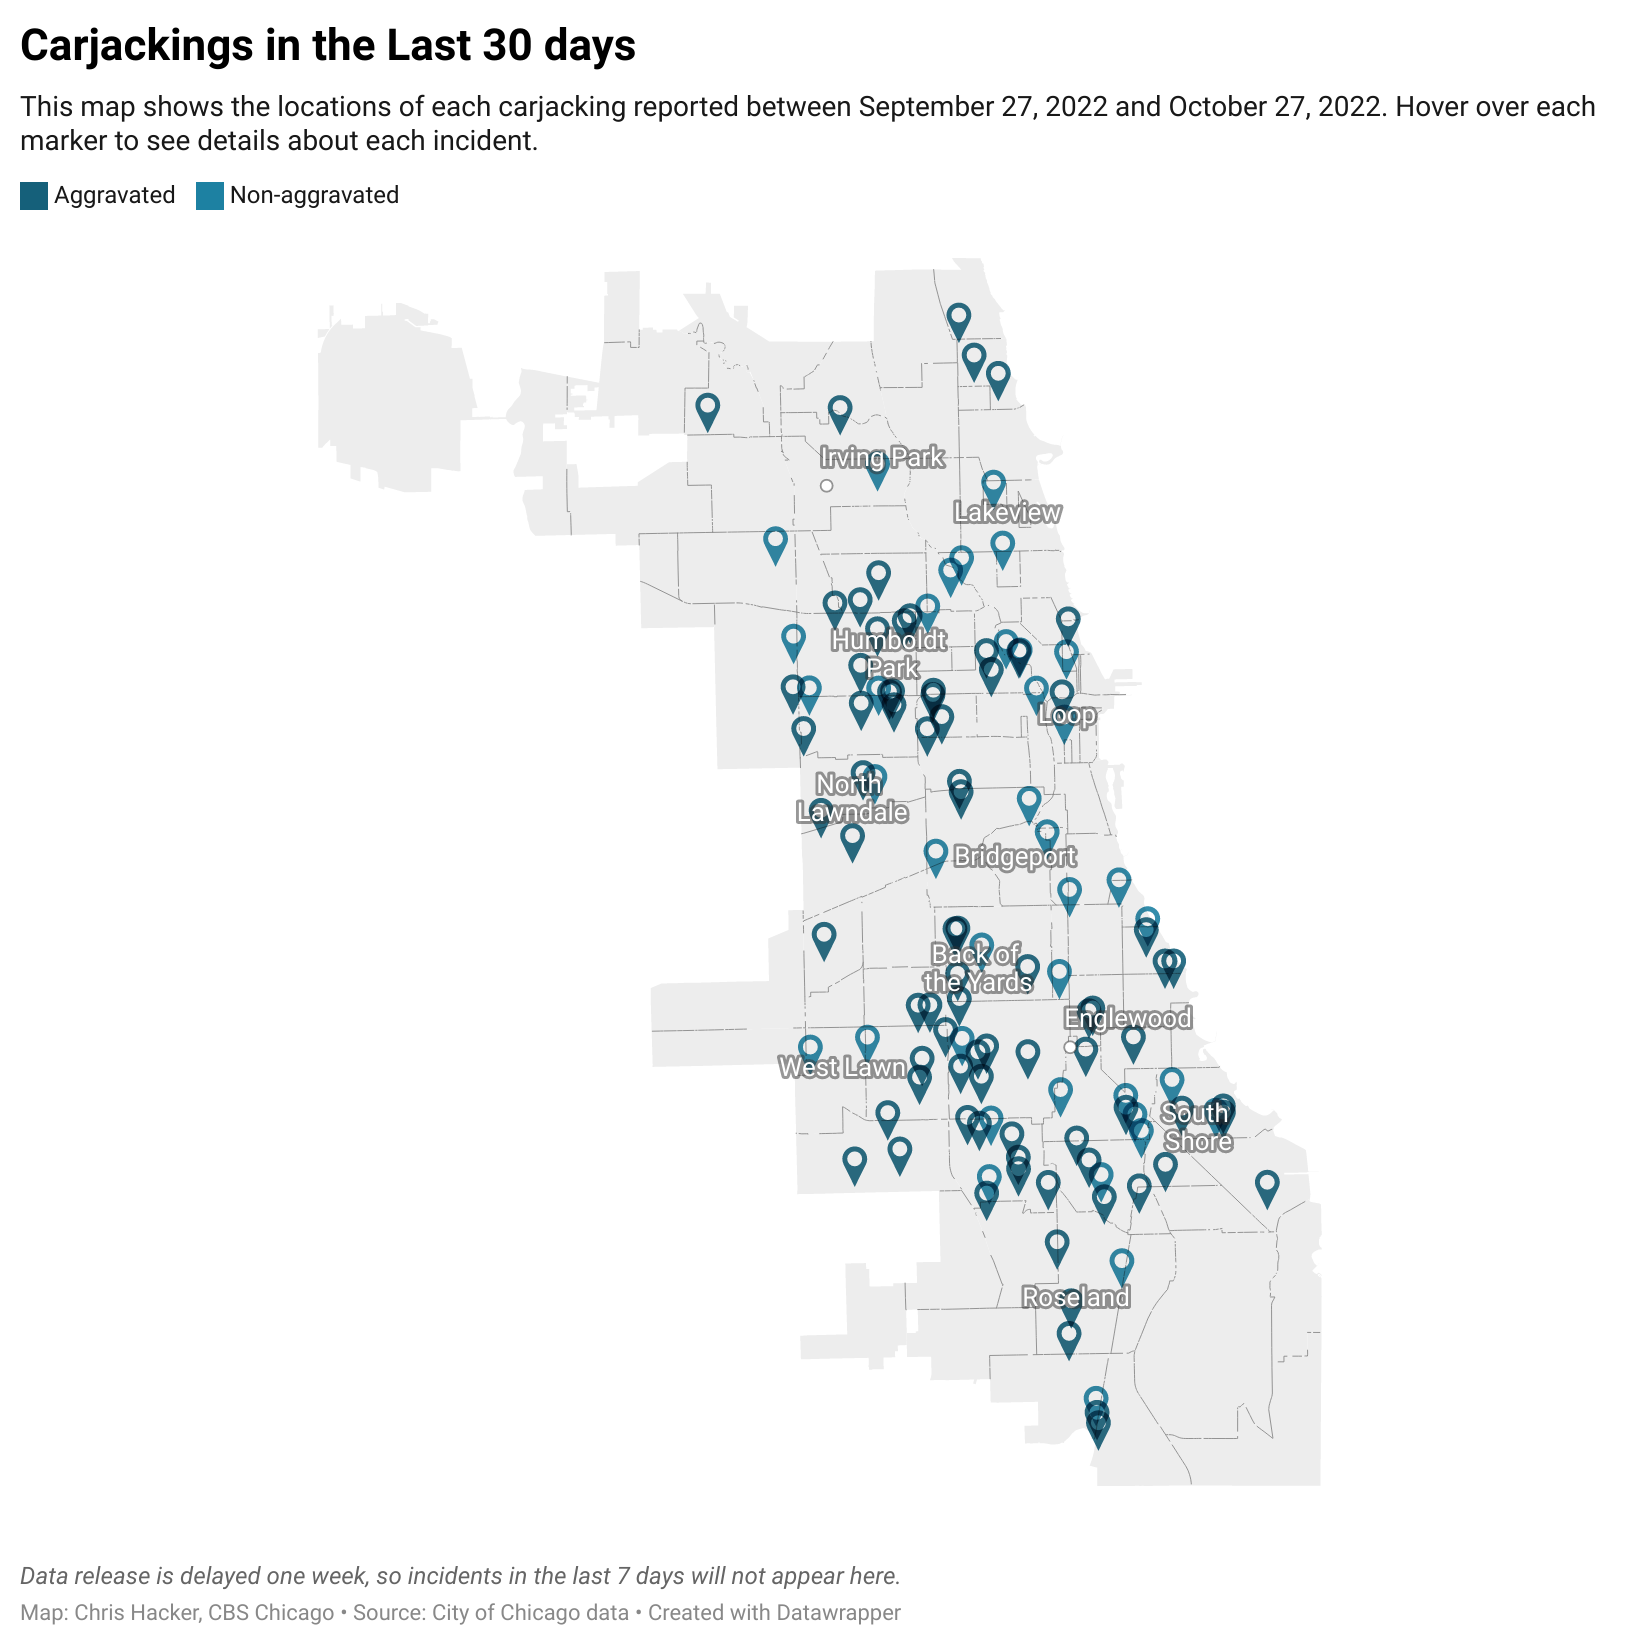 Carjackings in the Last 30 days
This map shows the locations of each carjacking reported between September 27, 2022 and October 27, 2022. Hover over each
marker to see details about each incident.
Aggravated Non-aggravated
Irving Park
Lakeview
Humboldt
Park
Loop
North
Lawndale
Bridgeport
Back of
the Yards
Englewood
West Lawn
South
Shore
Roseland
Data release is delayed one week, so incidents in the last 7 days will not appear here.
Map: Chris Hacker, CBS Chicago • Source: City of Chicago data • Created with Datawrapper